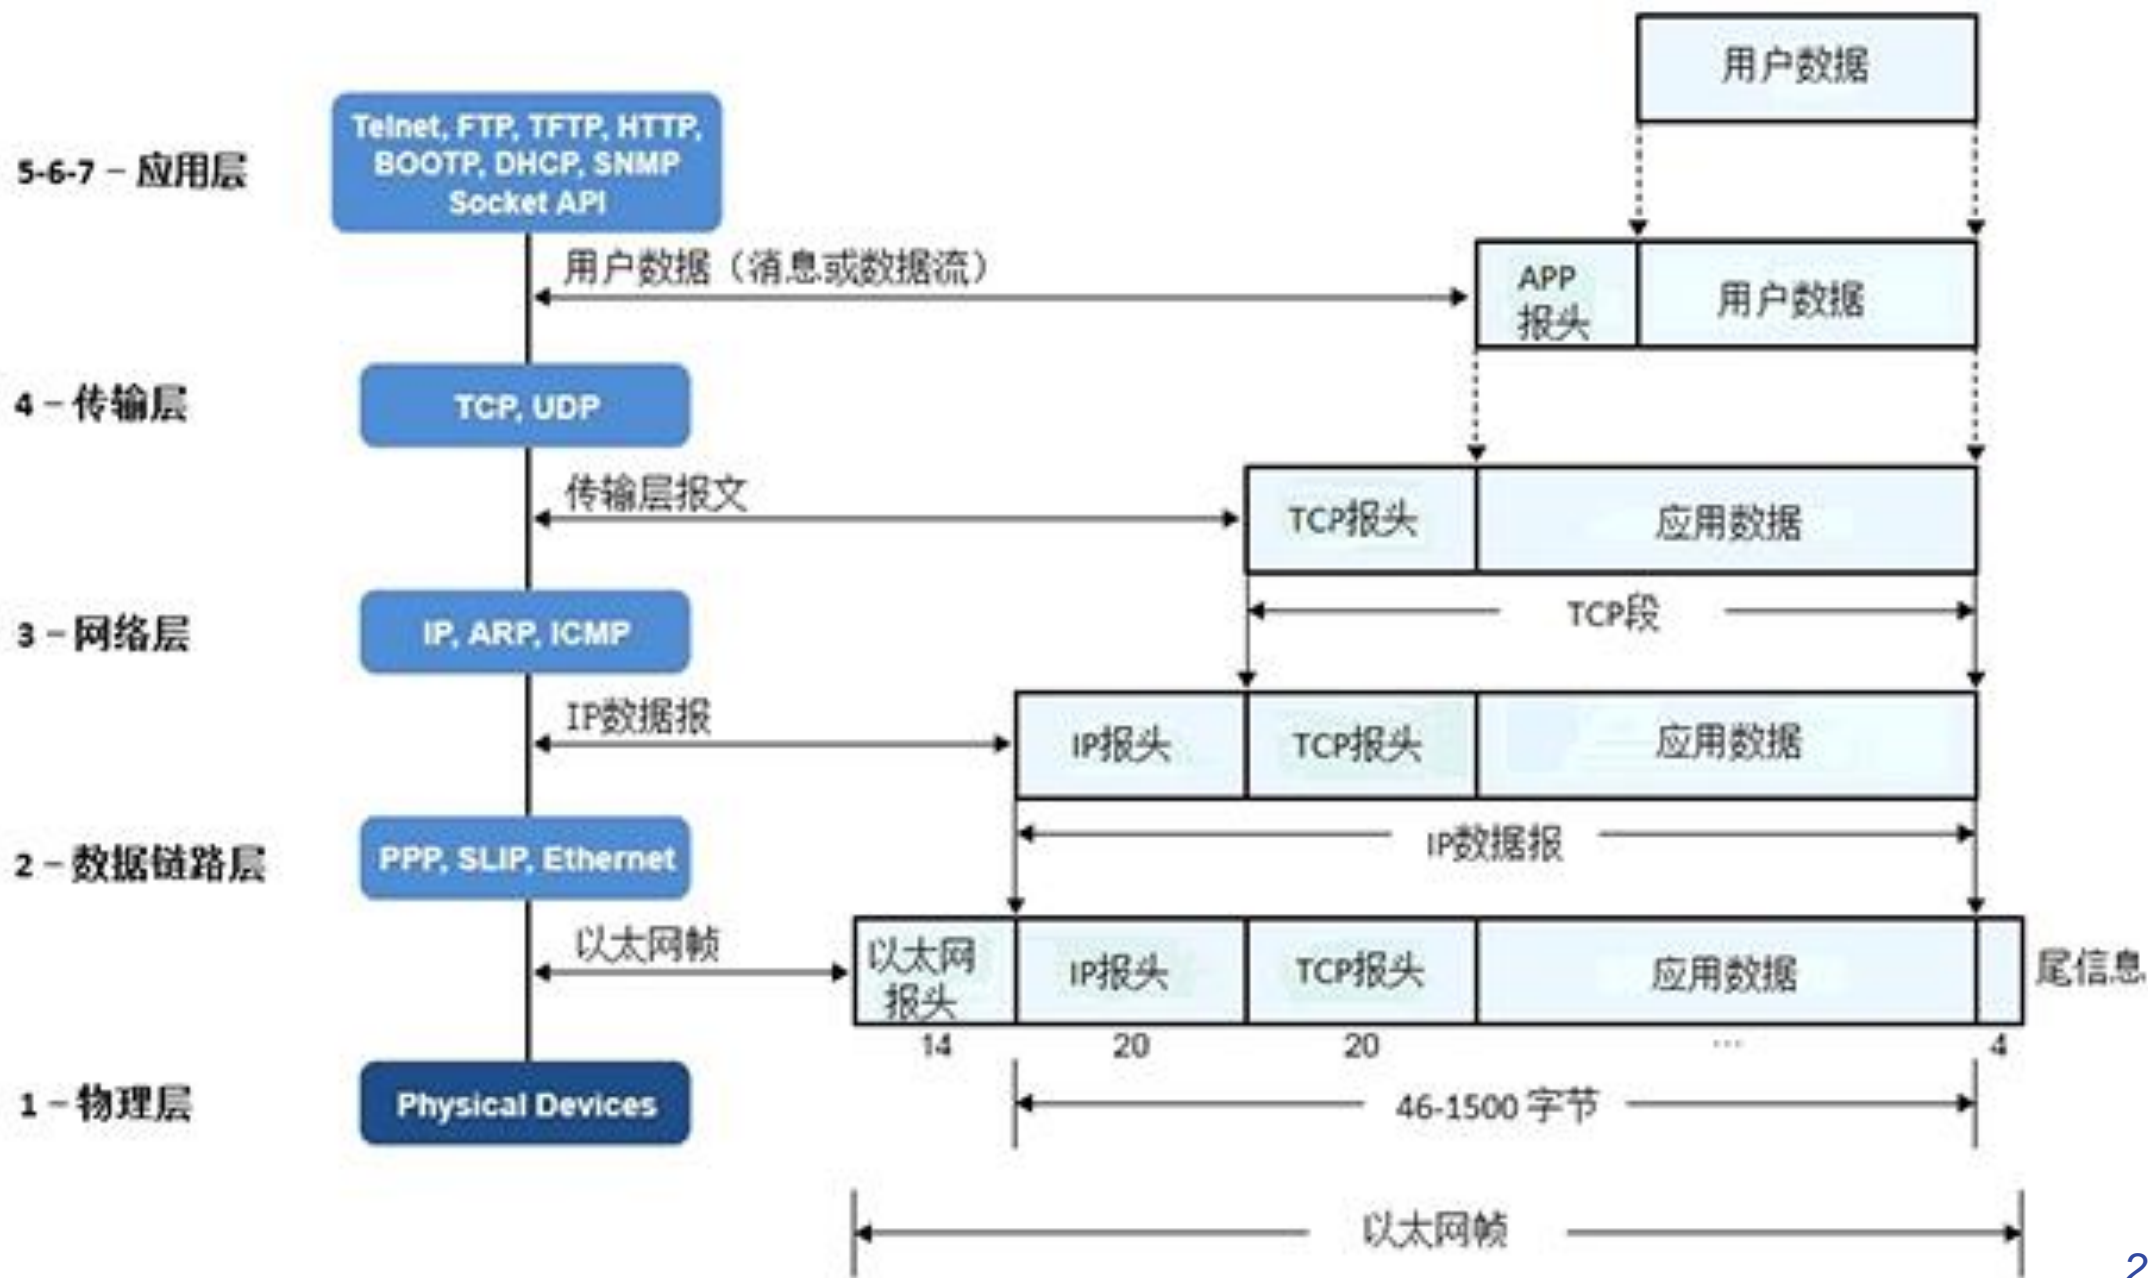 用户数据
Telnet, FTP, TFTP, HTTP,
BOOTP, DHCP, SNMP
Socket API
5-6-7 – 应用层
用户数据（消息或数据流）
APP
报头
用户数据
4 – 传输层
TCP, UDP
传输层报文
TCP报头
应用数据
TCP段
3 – 网络层
IP, ARP, ICMP
IP数据报
IP报头
TCP报头
应用数据
IP数据报
2 – 数据链路层
PPP, SLIP, Ethernet
以太网帧
以太网
报头
IP报头
TCP报头
应用数据
尾信息
14
20
20
...
4
1 – 物理层
Physical Devices
46-1500 字节
以太网帧
2